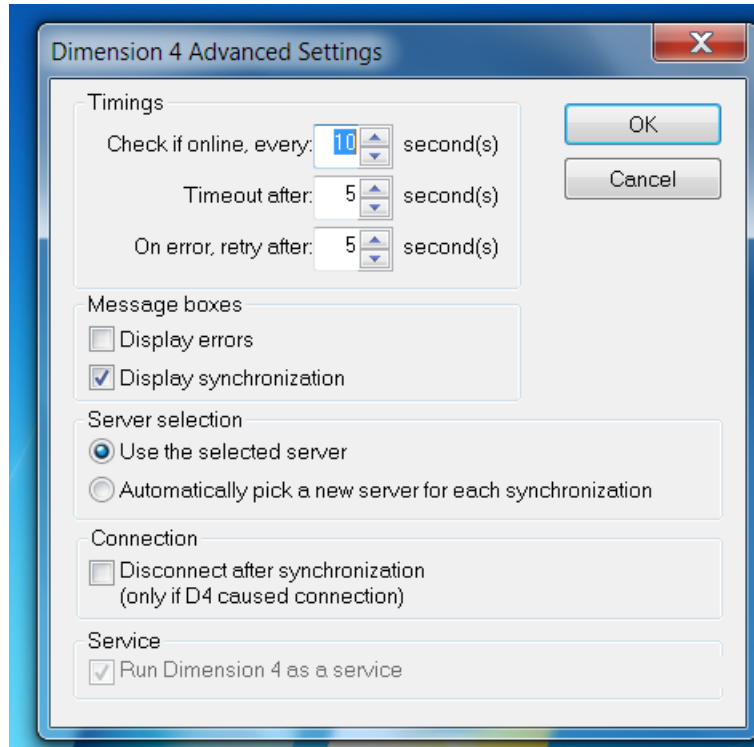 Dimension 4 Advanced Settings
Timings
Check if online, every: 10 second(s)
Timeout after: 5 second(s)
On error, retry after: 5 second(s)
OK
Cancel
Message boxes
Display errors
Display synchronization
Server selection
Use the selected server
Automatically pick a new server for each synchronization
Connection
Disconnect after synchronization
(only if D4 caused connection)
Service
Run Dimension 4 as a service